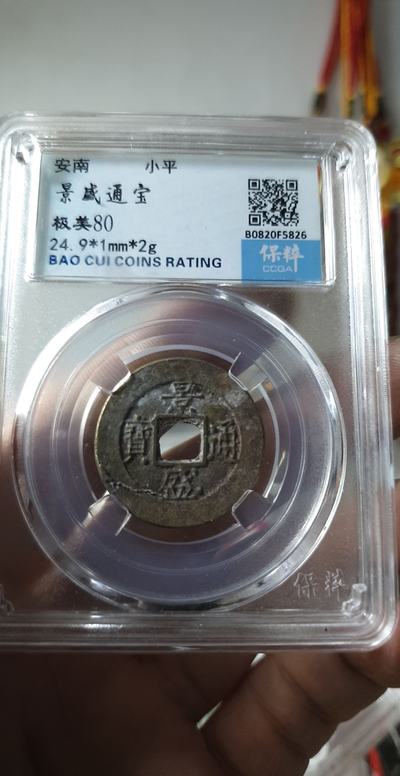 安南 小平
景盛通宝
极美80
24.9*1mm*2g
BAO CUI COINS RATING
B0820F5826
保粹
CCGA
景
寳 通
盛
保粹